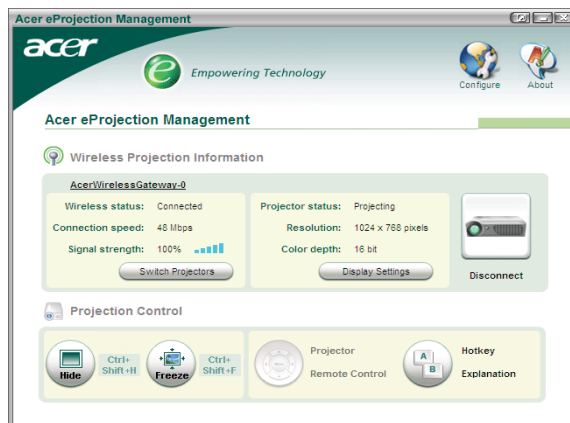 Acer eProjection Management
acer
e Empowering Technology
Configure
About
Acer eProjection Management
Wireless Projection Information
AcerWirelessGateway-0
Wireless status: Connected
Connection speed: 48 Mbps
Signal strength: 100%
Switch Projectors
Projector status: Projecting
Resolution: 1024 x 768 pixels
Color depth: 16 bit
Display Settings
Disconnect
Projection Control
Hide
Ctrl+
Shift+H
Freeze
Ctrl+
Shift+F
Projector
Remote Control
A
B
Hotkey
Explanation